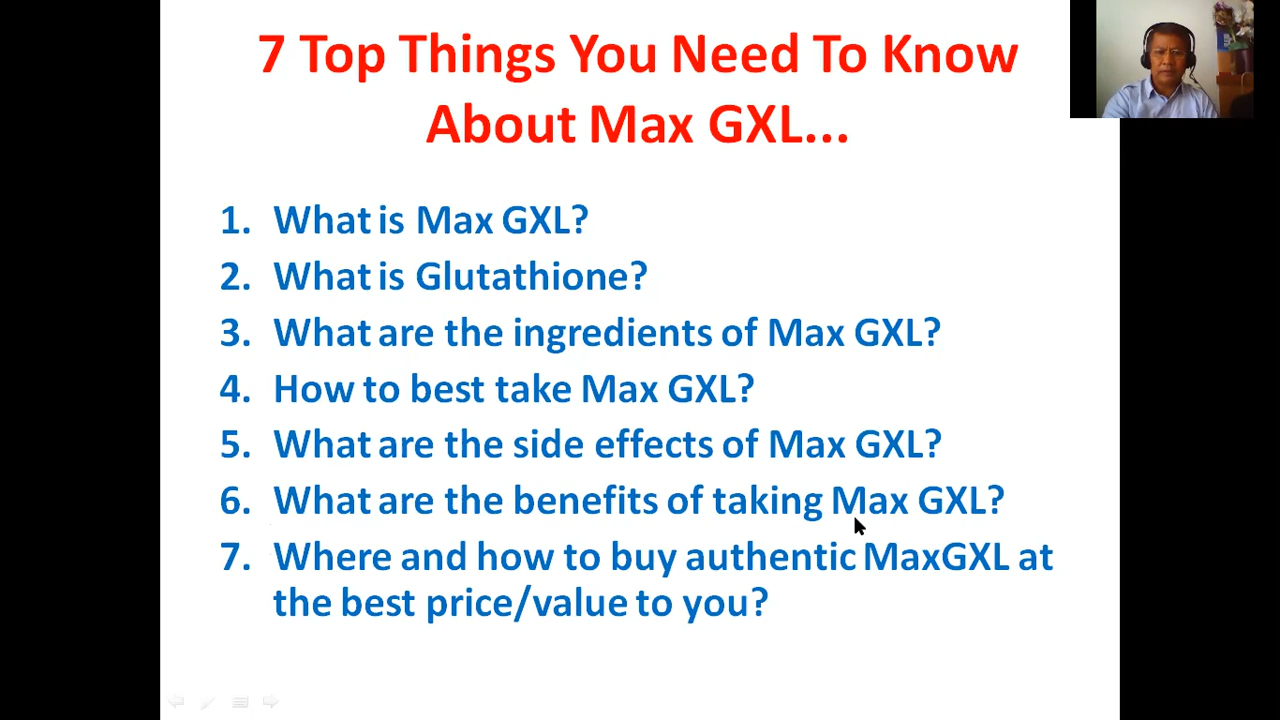 7 Top Things You Need To Know
About Max GXL...
1. What is Max GXL?
2. What is Glutathione?
3. What are the ingredients of Max GXL?
4. How to best take Max GXL?
5. What are the side effects of Max GXL?
6. What are the benefits of taking Max GXL?
7. Where and how to buy authentic MaxGXL at
the best price/value to you?